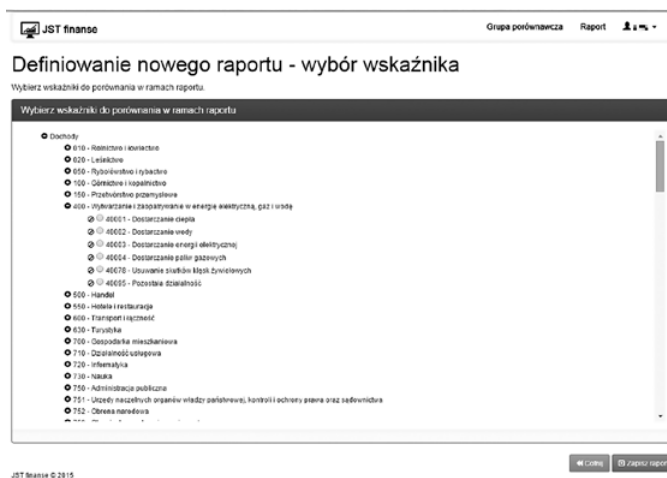 JST finanse
Grupa porównawcza Raport
Definiowanie nowego raportu - wybór wskaźnika
Wybierz wskaźniki do porównania w ramach raportu.
Wybierz wskaźniki do porównania w ramach raportu
Dochody
010 - Rolnictwo i łowiectwo
020 - Leśnictwo
050 - Rybołówstwo i rybactwo
100 - Górnictwo i kopalnictwo
150 - Przetwórstwo przemysłowe
400 - Wytwarzanie i zaopatrywanie w energię elektryczną, gaz i wodę
40001 - Dostarczanie ciepła
40002 - Dostarczanie wody
40003 - Dostarczanie energii elektrycznej
40004 - Dostarczanie paliw gazowych
40078 - Usuwanie skutków klęsk żywiołowych
40095 - Pozostała działalność
500 - Handel
550 - Hotele i restauracje
600 - Transport i łączność
630 - Turystyka
700 - Gospodarka mieszkaniowa
710 - Działalność usługowa
720 - Informatyka
730 - Nauka
750 - Administracja publiczna
751 - Urzędy naczelnych organów władzy państwowej, kontroli i ochrony prawa oraz sądownictwa
752 - Obrona narodowa
Cofnij Zapisz raport
JST finanse © 2015